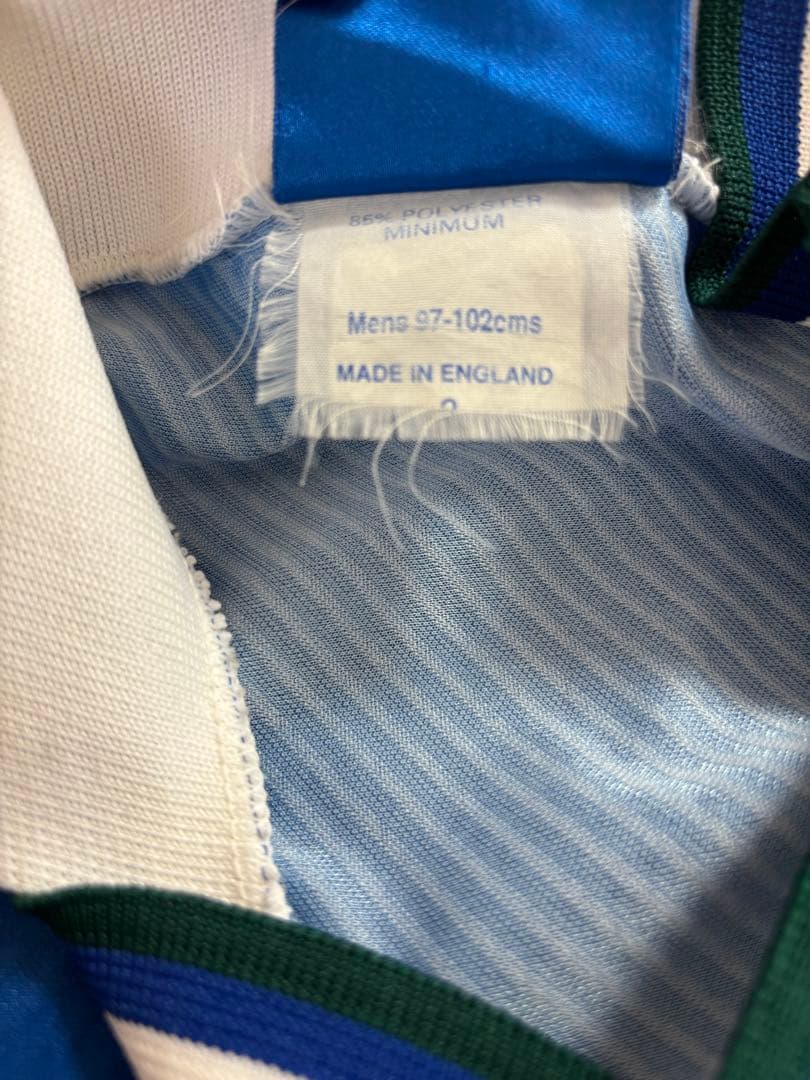 85% POLYESTER
MINIMUM
Mens 97-102cms
MADE IN ENGLAND